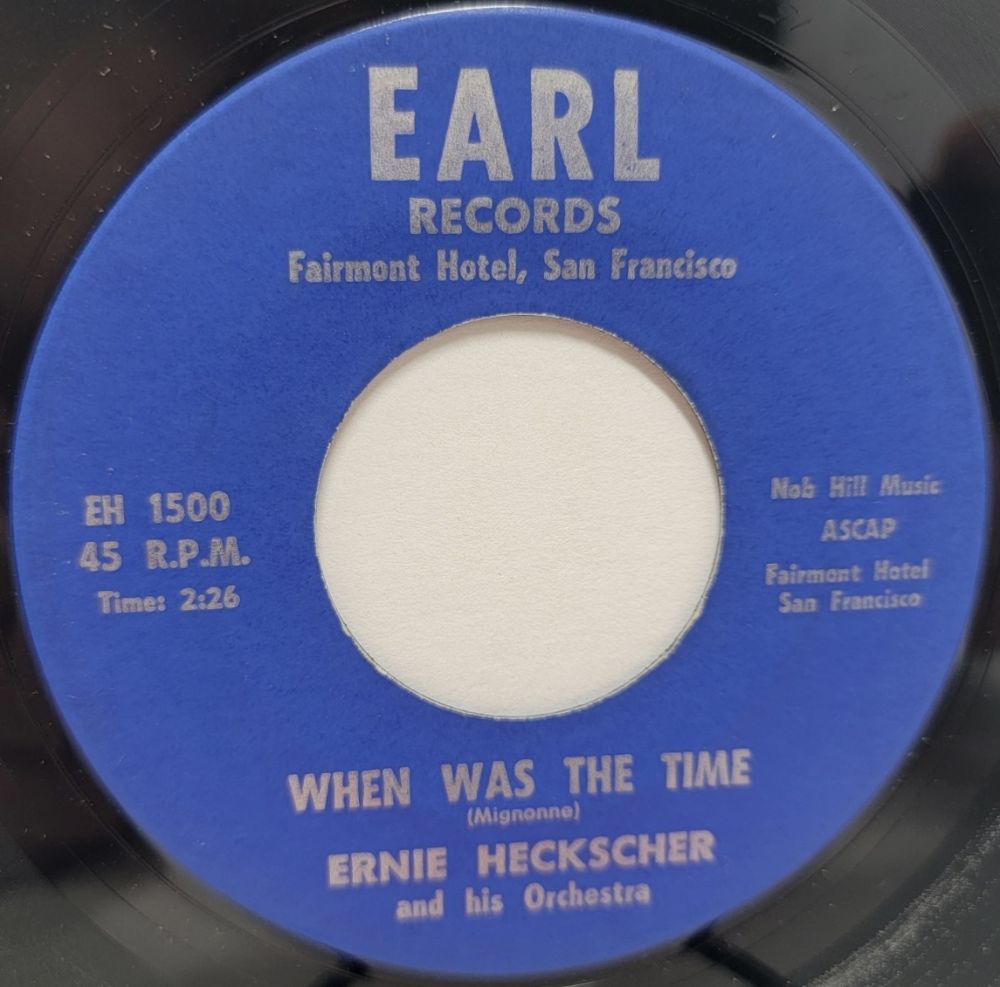 EARL
RECORDS
Fairmont Hotel, San Francisco
EH 1500
45 R.P.M.
Time: 2:26
Nob Hill Music
ASCAP
Fairmont Hotel
San Francisco
WHEN WAS THE TIME
(Mignonne)
ERNIE HECKSCHER
and his Orchestra